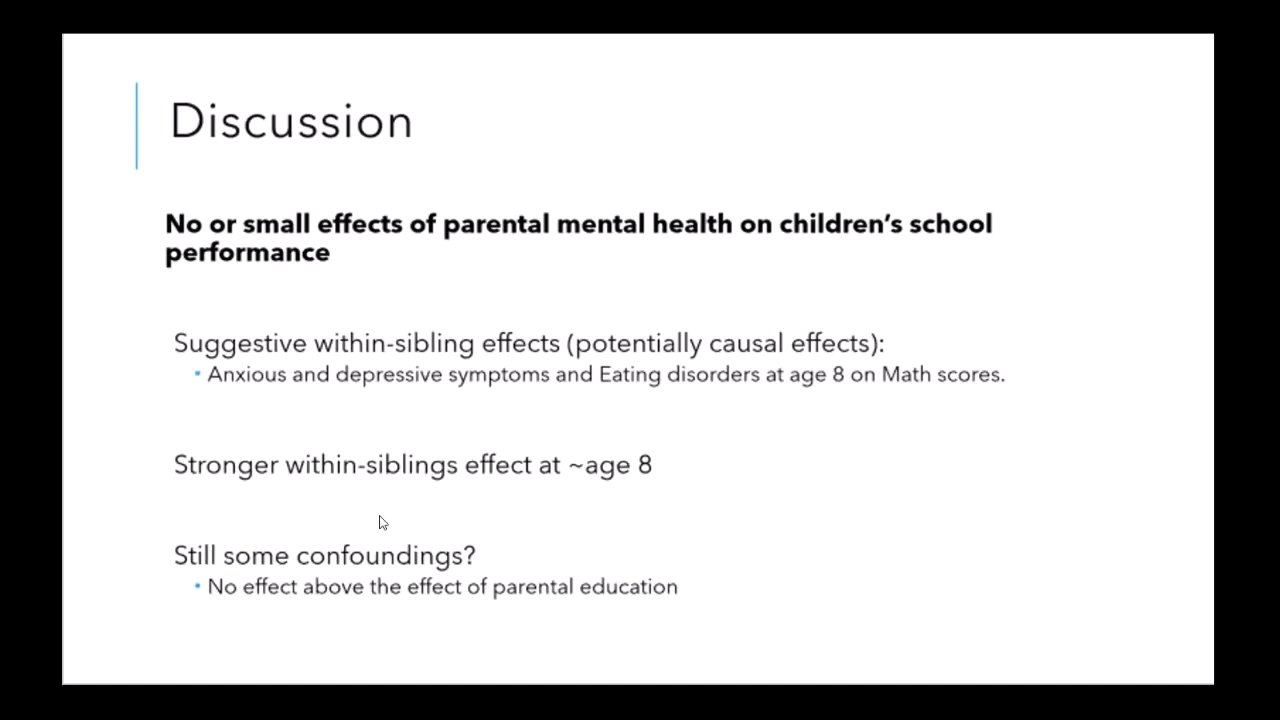 Discussion
No or small effects of parental mental health on children’s school
performance
Suggestive within-sibling effects (potentially causal effects):
▪ Anxious and depressive symptoms and Eating disorders at age 8 on Math scores.
Stronger within-siblings effect at ~age 8
Still some confoundings?
▪ No effect above the effect of parental education